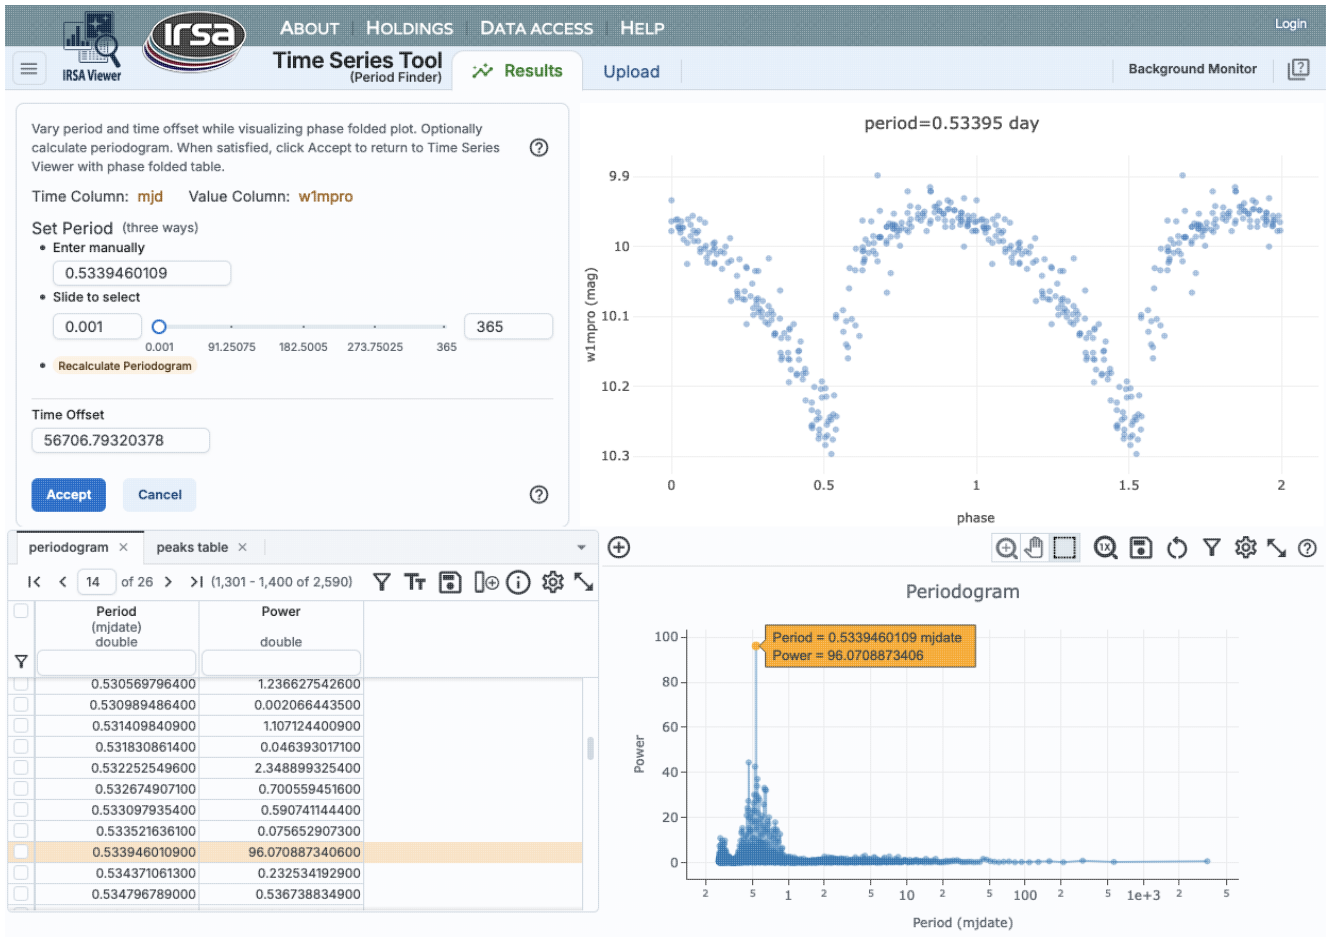 IRSA Viewer
irsa
ABOUT HOLDINGS DATA ACCESS HELP
Login
Time Series Tool
(Period Finder)
Results
Upload
Background Monitor
Vary period and time offset while visualizing phase folded plot. Optionally
calculate periodogram. When satisfied, click Accept to return to Time Series
Viewer with phase folded table.
Time Column: mjd Value Column: w1mpro
Set Period (three ways)
• Enter manually
0.5339460109
• Slide to select
0.001
365
0.001 91.25075 182.5005 273.75025 365
• Recalculate Periodogram
Time Offset
56706.79320378
Accept Cancel
period=0.53395 day
w1mpro (mag)
9.9
10
10.1
10.2
10.3
0 0.5 1 1.5 2
phase
periodogram × peaks table ×
14 of 26 (1,301 - 1,400 of 2,590)
Period Power
(mjdate)
double double
0.530569796400 1.236627542600
0.530989486400 0.002066443500
0.531409840900 1.107124400900
0.531830861400 0.046393017100
0.532252549600 2.348899325400
0.532674907100 0.700559451600
0.533097935400 0.590741144400
0.533521636100 0.075652907300
0.533946010900 96.070887340600
0.534371061300 0.232534192900
0.534796789000 0.536738834900
1X
Periodogram
Period = 0.5339460109 mjdate
Power = 96.0708873406
Power
100
80
60
40
20
0
2 5 1 2 5 10 2 5 100 2 5 1e+3 2 5
Period (mjdate)